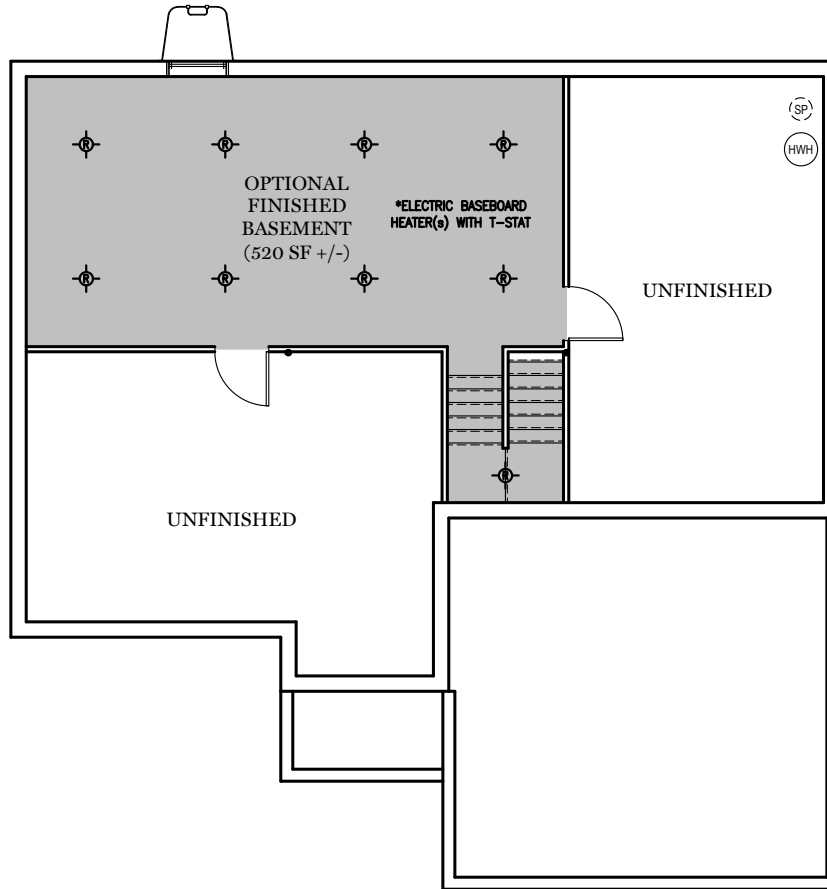 SP
HWH
R
R
R
R
OPTIONAL
FINISHED
BASEMENT
(520 SF +/-)
*ELECTRIC BASEBOARD
HEATER(s) WITH T-STAT
R
R
R
R
UNFINISHED
R
UNFINISHED